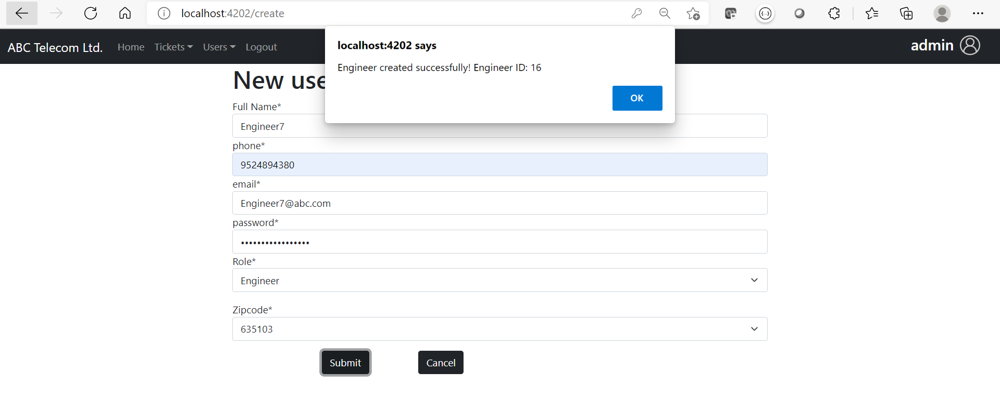 localhost:4202/create
ABC Telecom Ltd. Home Tickets Users Logout admin
localhost:4202 says
Engineer created successfully! Engineer ID: 16
OK
New use
Full Name*
Engineer7
phone*
9524894380
email*
Engineer7@abc.com
password*
•••••••••••••••••
Role*
Engineer
Zipcode*
635103
Submit Cancel